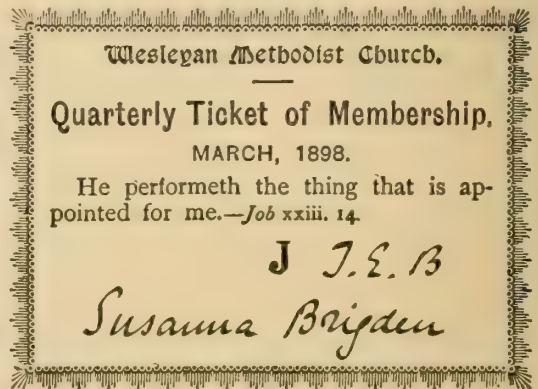 Wesleyan Methodist Church.
Quarterly Ticket of Membership.
MARCH, 1898.
He performeth the thing that is ap-
pointed for me.—Job xxiii. 14.
J T. E. B
Susanna Brigden